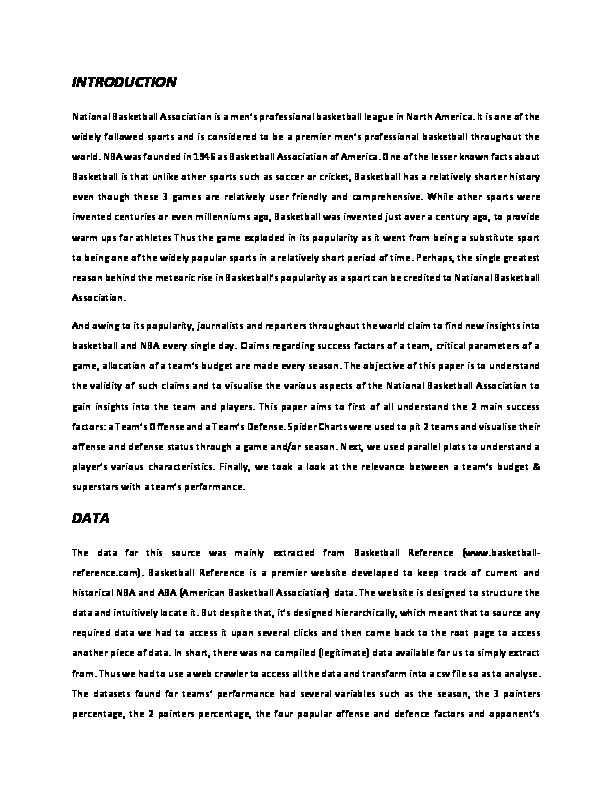 INTRODUCTION
National Basketball Association is a men's professional basketball league in North America. It is one of the
widely followed sports and is considered to be a premier men's professional basketball throughout the
world. NBA was founded in 1946 as Basketball Association of America. One of the lesser known facts about
Basketball is that unlike other sports such as soccer or cricket, Basketball has a relatively shorter history
even though these 3 games are relatively user friendly and comprehensive. While other sports were
invented centuries or even millenniums ago, Basketball was invented just over a century ago, to provide
warm ups for athletes Thus the game exploded in its popularity as it went from being a substitute sport
to being one of the widely popular sports in a relatively short period of time. Perhaps, the single greatest
reason behind the meteoric rise in Basketball's popularity as a sport can be credited to National Basketball
Association.
And owing to its popularity, journalists and reporters throughout the world claim to find new insights into
basketball and NBA every single day. Claims regarding success factors of a team, critical parameters of a
game, allocation of a team's budget are made every season. The objective of this paper is to understand
the validity of such claims and to visualise the various aspects of the National Basketball Association to
gain insights into the team and players. This paper aims to first of all understand the 2 main success
factors: a Team's Offense and a Team's Defense. Spider Charts were used to pit 2 teams and visualise their
offense and defense status through a game and/or season. Next, we used parallel plots to understand a
player's various characteristics. Finally, we took a look at the relevance between a team's budget &
superstars with a team's performance.
DATA
The data for this source was mainly extracted from Basketball Reference (www.basketball-
reference.com). Basketball Reference is a premier website developed to keep track of current and
historical NBA and ABA (American Basketball Association) data. The website is designed to structure the
data and intuitively locate it. But despite that, it's designed hierarchically, which meant that to source any
required data we had to access it upon several clicks and then come back to the root page to access
another piece of data. In short, there was no compiled (legitimate) data available for us to simply extract
from. Thus we had to use a web crawler to access all the data and transform into a csv file so as to analyse.
The datasets found for teams' performance had several variables such as the season, the 3 pointers
percentage, the 2 pointers percentage, the four popular offense and defence factors and opponent's